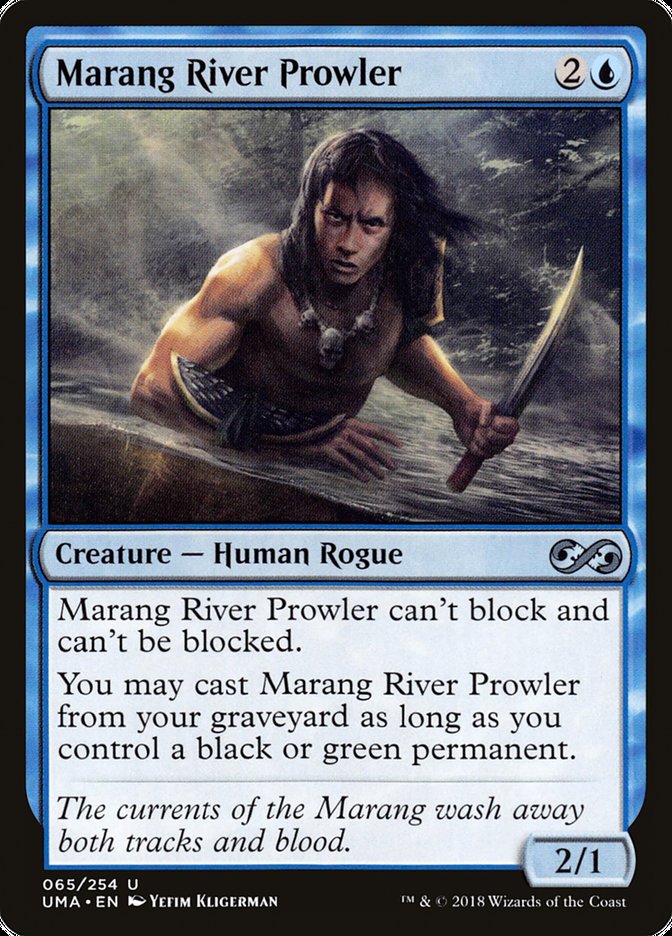 Marang River Prowler 2
Creature — Human Rogue
Marang River Prowler can't block and
can't be blocked.
You may cast Marang River Prowler
from your graveyard as long as you
control a black or green permanent.
The currents of the Marang wash away
both tracks and blood.
2/1
065/254 U
UMA • EN Yefim Kligerman
™ & © 2018 Wizards of the Coast